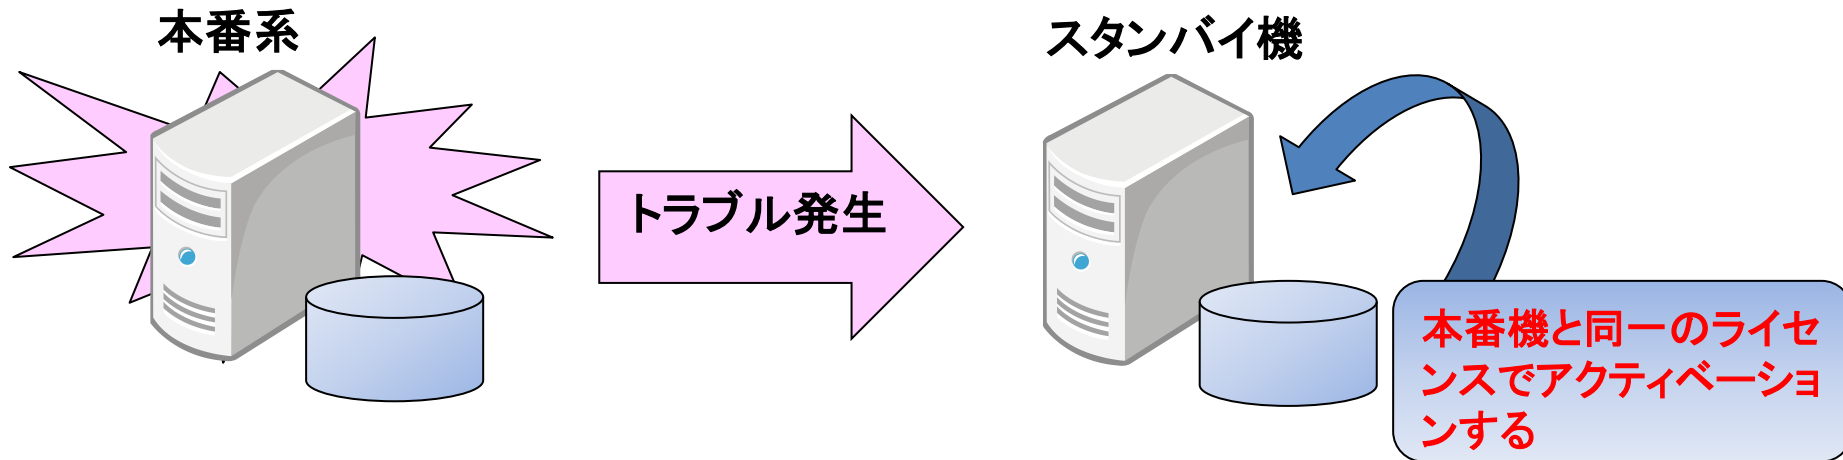 本番系
スタンバイ機
トラブル発生
本番機と同一のライセ
ンスでアクティベーショ
ンする